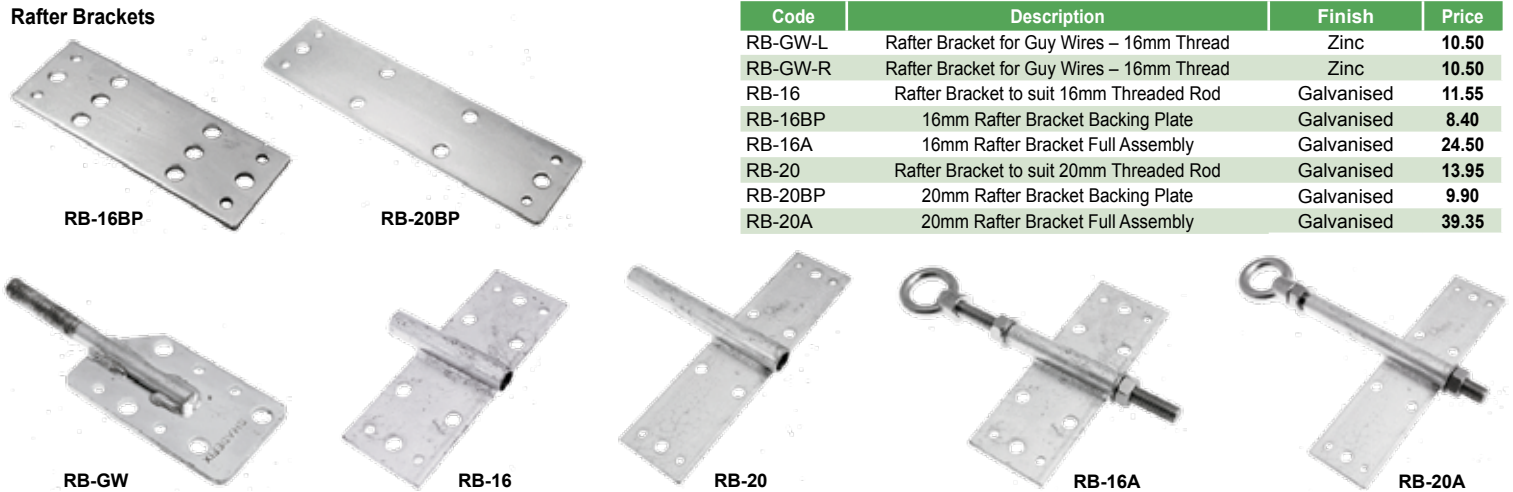 Rafter Brackets
RB-16BP
RB-20BP
Code Description Finish Price
RB-GW-L Rafter Bracket for Guy Wires – 16mm Thread Zinc 10.50
RB-GW-R Rafter Bracket for Guy Wires – 16mm Thread Zinc 10.50
RB-16 Rafter Bracket to suit 16mm Threaded Rod Galvanised 11.55
RB-16BP 16mm Rafter Bracket Backing Plate Galvanised 8.40
RB-16A 16mm Rafter Bracket Full Assembly Galvanised 24.50
RB-20 Rafter Bracket to suit 20mm Threaded Rod Galvanised 13.95
RB-20BP 20mm Rafter Bracket Backing Plate Galvanised 9.90
RB-20A 20mm Rafter Bracket Full Assembly Galvanised 39.35
SHADEFIX
RB-GW
RB-16
RB-20
RB-16A
RB-20A